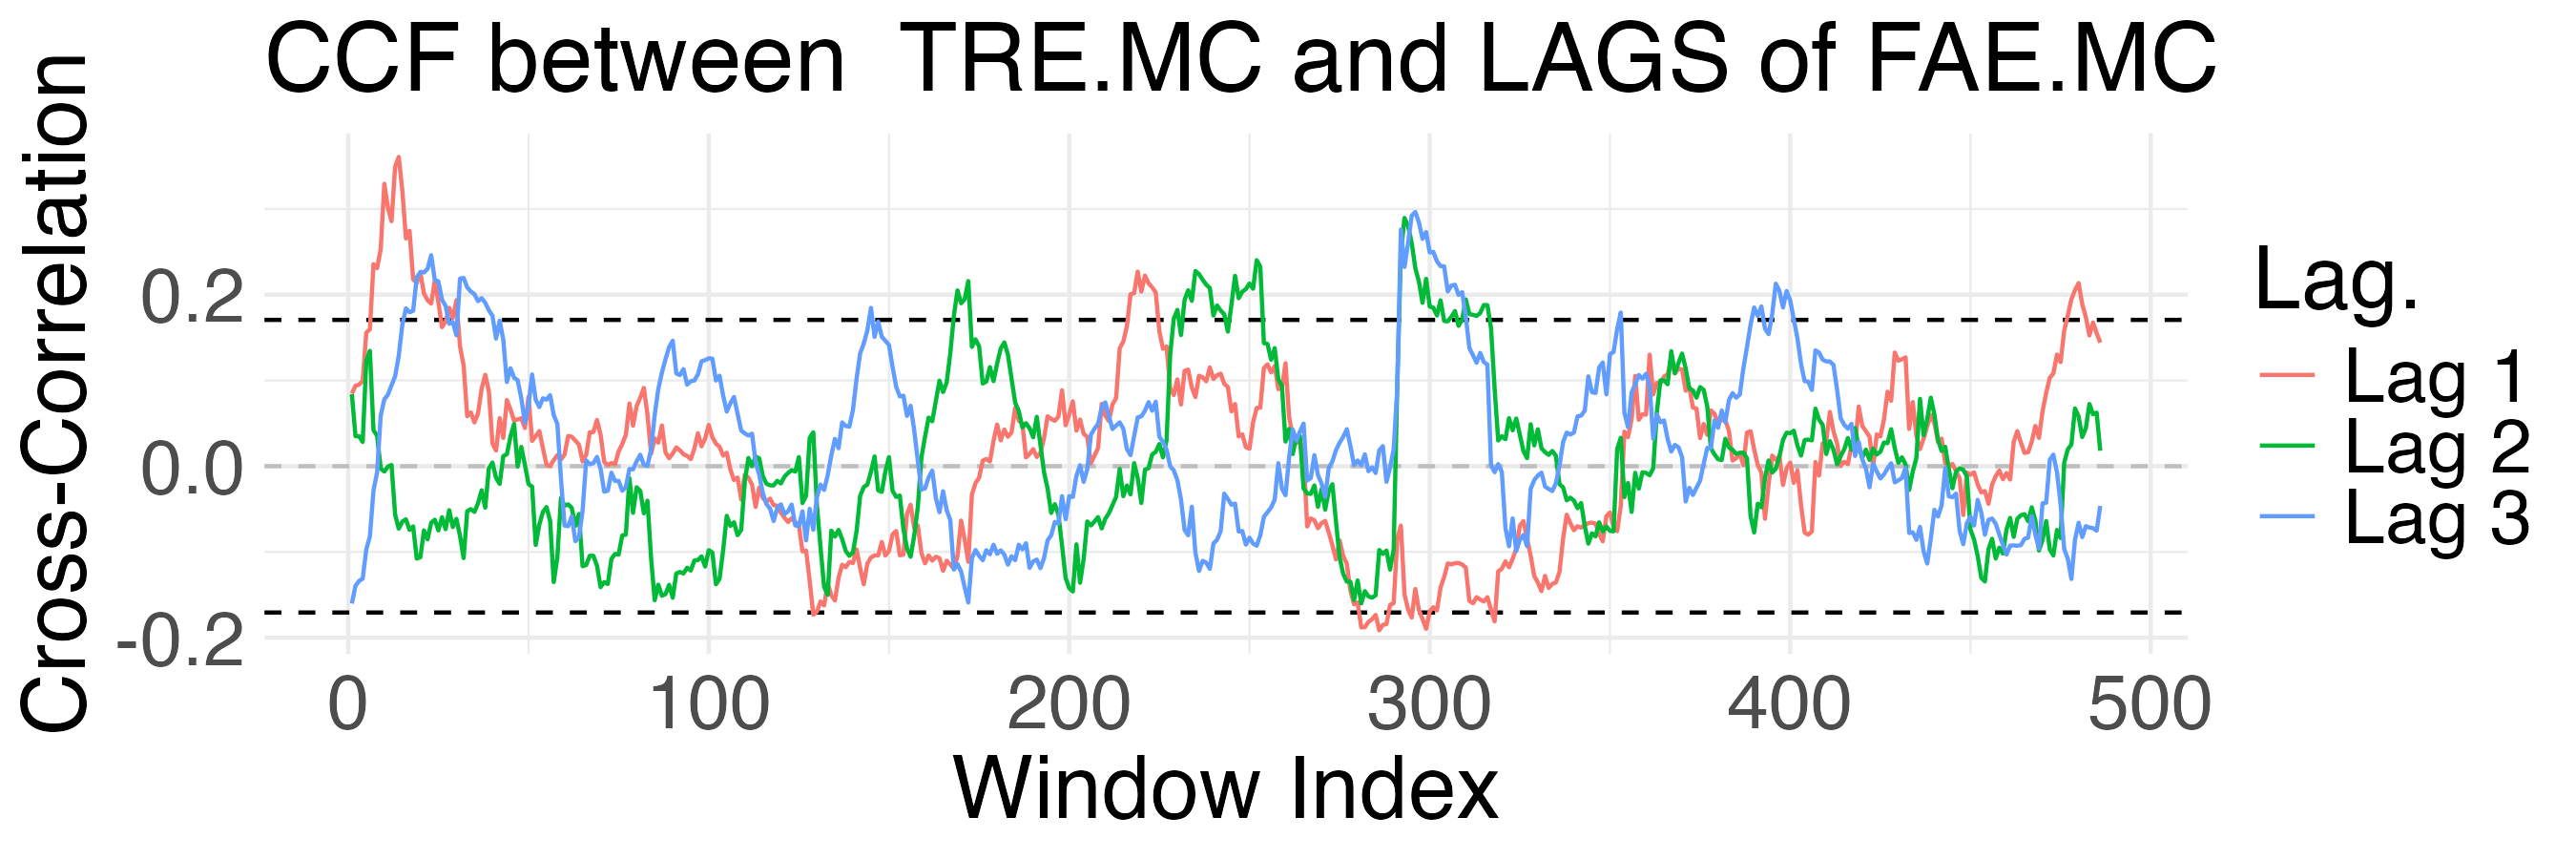 CCF between  TRE.MC and LAGS of FAE.MC
Cross-Correlation
0.2
0.0
-0.2
0 100 200 300 400 500
Window Index
Lag.
Lag 1
Lag 2
Lag 3